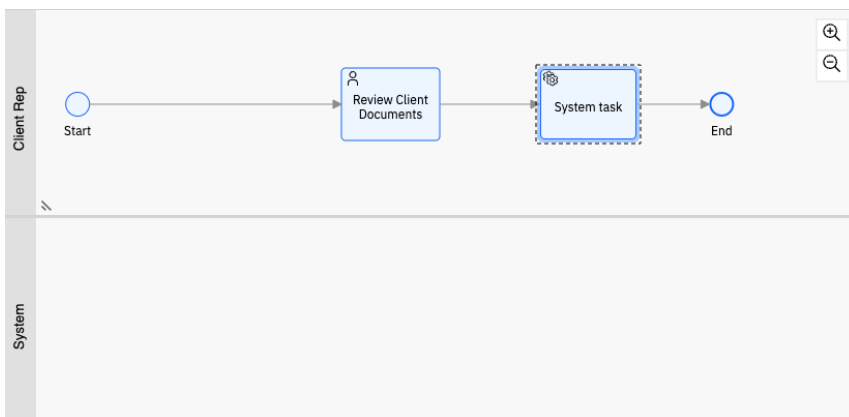 Client Rep
Start
Review Client
Documents
System task
End
System